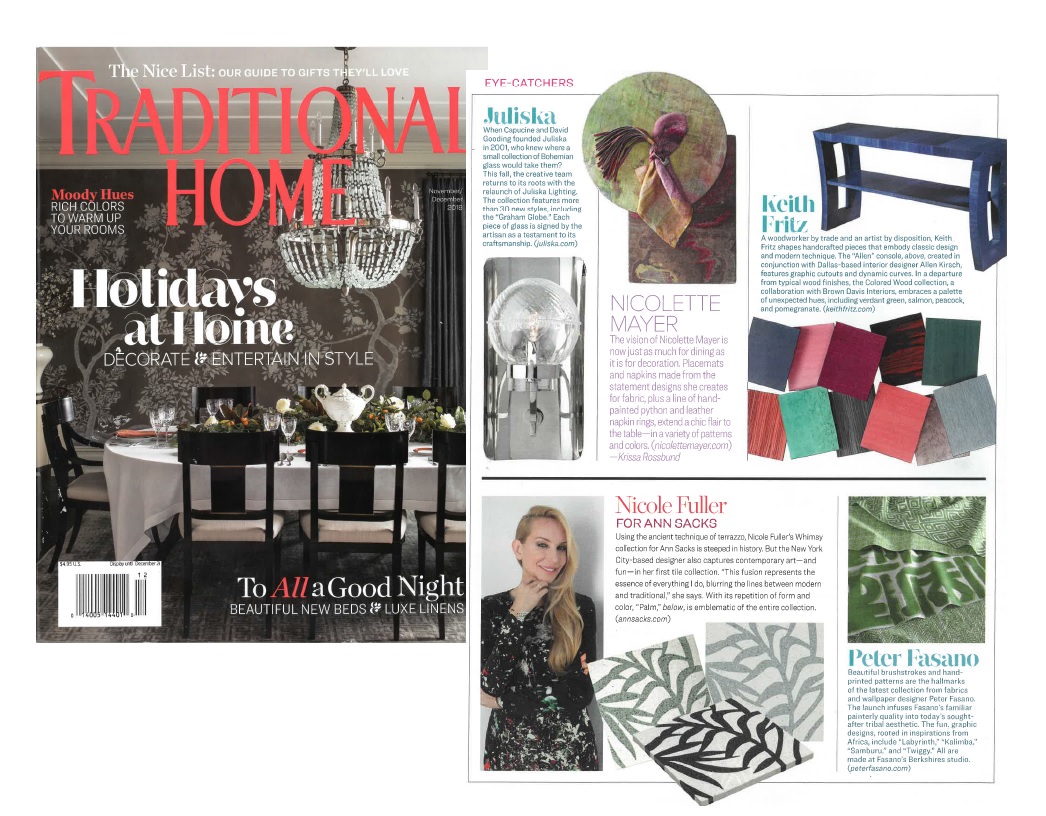 The Nice List: OUR GUIDE TO GIFTS THEY'LL LOVE
TRADITIONAL
HOME
November/
December
2018
Moody Hues
RICH COLORS
TO WARM UP
YOUR ROOMS
Holidays
at Home
DECORATE & ENTERTAIN IN STYLE
$4.99 U.S.
1 2
To All a Good Night
BEAUTIFUL NEW BEDS & LUXE LINENS
EYE-CATCHERS
Juliska
When Capucine and David
Gooding founded Juliska
in 2001, who knew where a
small collection of Bohemian
glass would take them?
This fall, the creative team
returns to its roots with the
relaunch of Juliska Lighting.
The collection features more
than 30 new styles, including
the "Graham Globe." Each
piece of glass is signed by the
artisan as a testament to its
craftsmanship. (juliska.com)
NICOLETTE
MAYER
The vision of Nicolette Mayer is
now just as much for dining as
it is for decoration. Placemats
and napkins made from the
statement designs she creates
for fabric, plus a line of hand-
painted python and leather
napkin rings, extend a chic flair to
the table—in a variety of patterns
and colors. (nicolettemayer.com)
—Krissa Rossbund
Keith
Fritz
A woodworker by trade and an artist by disposition, Keith
Fritz shapes handcrafted pieces that embody classic design
and modern technique. The "Allen" console, above, created in
conjunction with Dallas-based interior designer Allen Kirsch,
features graphic cutouts and dynamic curves. In a departure
from typical wood finishes, the Colored Wood collection, a
collaboration with Brown Davis Interiors, embraces a palette
of unexpected hues, including verdant green, salmon, peacock,
and pomegranate. (keithfritz.com)
Nicole Fuller
FOR ANN SACKS
Using the ancient technique of terrazzo, Nicole Fuller's Whimsy
collection for Ann Sacks is steeped in history. But the New York
City-based designer also captures contemporary art—and
fun—in her first tile collection. "This fusion represents the
essence of everything I do, blurring the lines between modern
and traditional," she says. With its repetition of form and
color, "Palm," below, is emblematic of the entire collection.
(annsacks.com)
Peter Fasano
Beautiful brushstrokes and hand-
printed patterns are the hallmarks
of the latest collection from fabrics
and wallpaper designer Peter Fasano.
The launch infuses Fasano's familiar
painterly quality into today's sought-
after tribal aesthetic. The fun, graphic
designs, rooted in inspirations from
Africa, include "Labyrinth," "Kalimba,"
"Samburu," and "Twiggy." All are
made at Fasano's Berkshires studio.
(peterfasano.com)